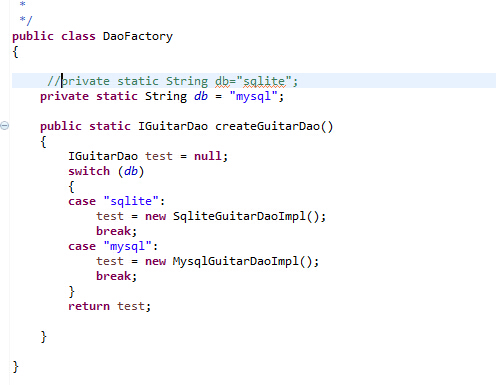 *
*/
public class DaoFactory
{
//private static String db="sqlite";
private static String db = "mysql";
public static IGuitarDao createGuitarDao()
{
IGuitarDao test = null;
switch (db)
{
case "sqlite":
test = new SqliteGuitarDaoImpl();
break;
case "mysql":
test = new MysqlGuitarDaoImpl();
break;
}
return test;
}
}